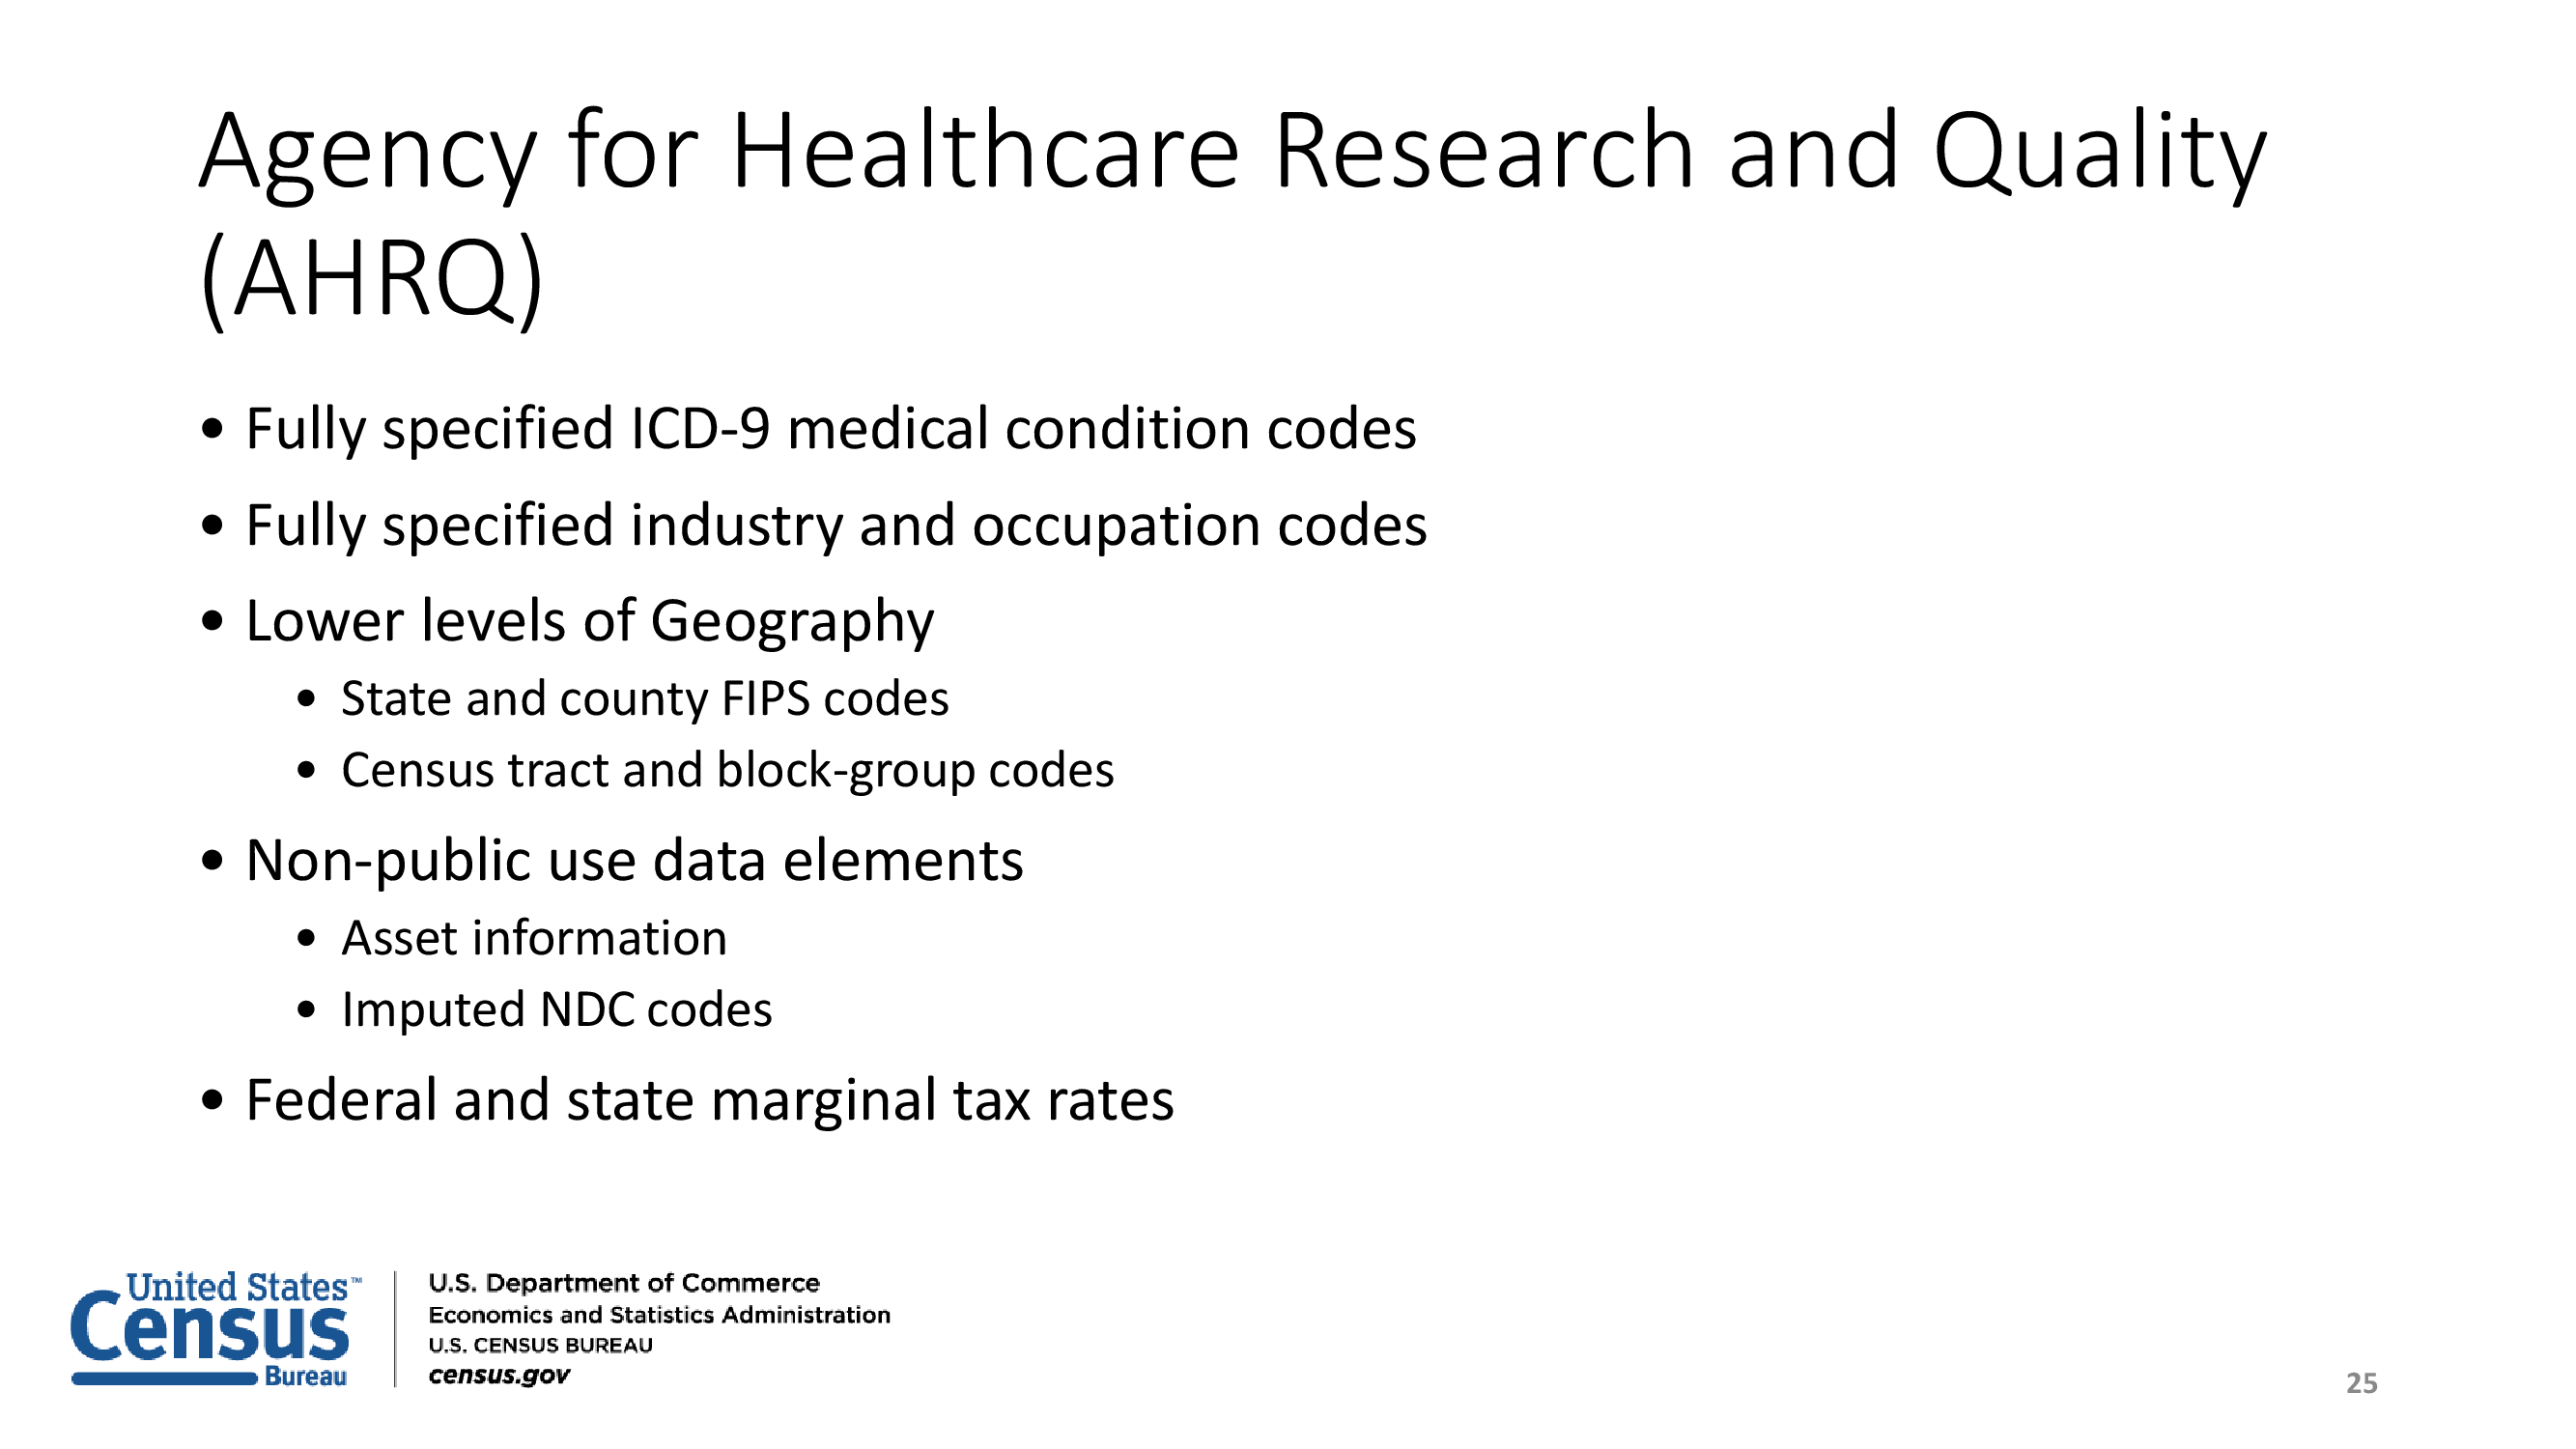 Agency for Healthcare Research and Quality
(AHRQ)
• Fully specified ICD-9 medical condition codes
• Fully specified industry and occupation codes
• Lower levels of Geography
• State and county FIPS codes
• Census tract and block-group codes
• Non-public use data elements
• Asset information
• Imputed NDC codes
• Federal and state marginal tax rates
United States™
Census
Bureau
U.S. Department of Commerce
Economics and Statistics Administration
U.S. CENSUS BUREAU
census.gov
25